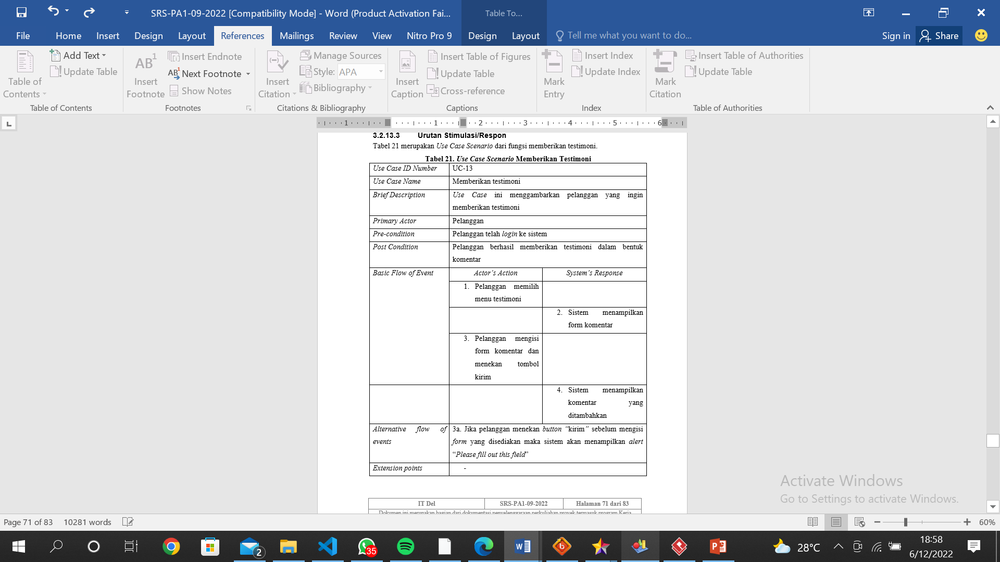 SRS-PA1-09-2022 [Compatibility Mode] - Word (Product Activation Fai...
Table To...
File Home Insert Design Layout References Mailings Review View Nitro Pro 9 Design Layout Tell me what you want to do... Sign in Share
Table of Contents
Add Text
Update Table
Table of Contents
AB1
Insert Footnote
Insert Endnote
AB1 Next Footnote
Show Notes
Footnotes
Insert Citation
Manage Sources
Style: APA
Bibliography
Citations & Bibliography
Insert Caption
Insert Table of Figures
Update Table
Cross-reference
Captions
Mark Entry
Insert Index
Update Index
Index
Mark Citation
Insert Table of Authorities
Update Table
Table of Authorities
L
1 1 2 3 4 5 6
3.2.13.3 Urutan Stimulasi/Respon
Tabel 21 merupakan Use Case Scenario dari fungsi memberikan testimoni.
Tabel 21. Use Case Scenario Memberikan Testimoni
Use Case ID Number UC-13
Use Case Name Memberikan testimoni
Brief Description Use Case ini menggambarkan pelanggan yang ingin
memberikan testimoni
Primary Actor Pelanggan
Pre-condition Pelanggan telah login ke sistem
Post Condition Pelanggan berhasil memberikan testimoni dalam bentuk
komentar
Basic Flow of Event Actor’s Action System’s Response
1. Pelanggan memilih
menu testimoni
2. Sistem menampilkan
form komentar
3. Pelanggan mengisi
form komentar dan
menekan tombol
kirim
4. Sistem menampilkan
komentar yang
ditambahkan
Alternative flow of events
3a. Jika pelanggan menekan button “kirim” sebelum mengisi
form yang disediakan maka sistem akan menampilkan alert
“Please fill out this field”
Extension points -
IT Del SRS-PA1-09-2022 Halaman 71 dari 83
Dokumen ini merupakan bagian dari dokumentasi penyelenggaraan perkuliahan proyek termasuk program Kerja
Activate Windows
Go to Settings to activate Windows.
Page 71 of 83 10281 words 60%
2 35 28°C 18:58
6/12/2022